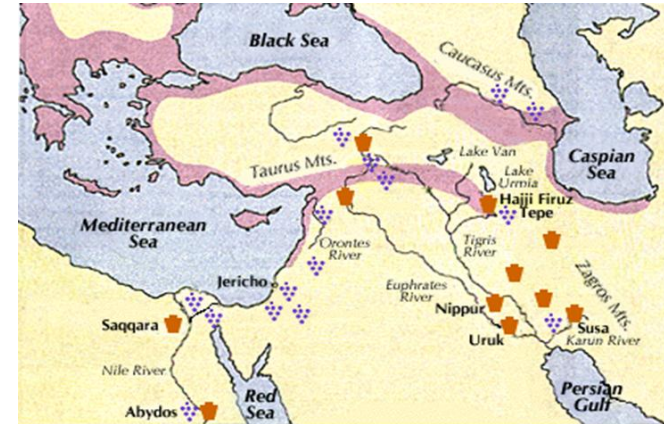 Black Sea
Caucasus Mts.
Caspian
Sea
Taurus Mts.
Lake Van
Lake
Urmia
Hajji Firuz
Tepe
Mediterranean
Sea
Orontes
River
Tigris
River
Jericho
Euphrates
River
Zagros Mts.
Nippur
Saqqara
Uruk
Susa
Karun River
Nile River
Abydos
Red
Sea
Persian
Gulf